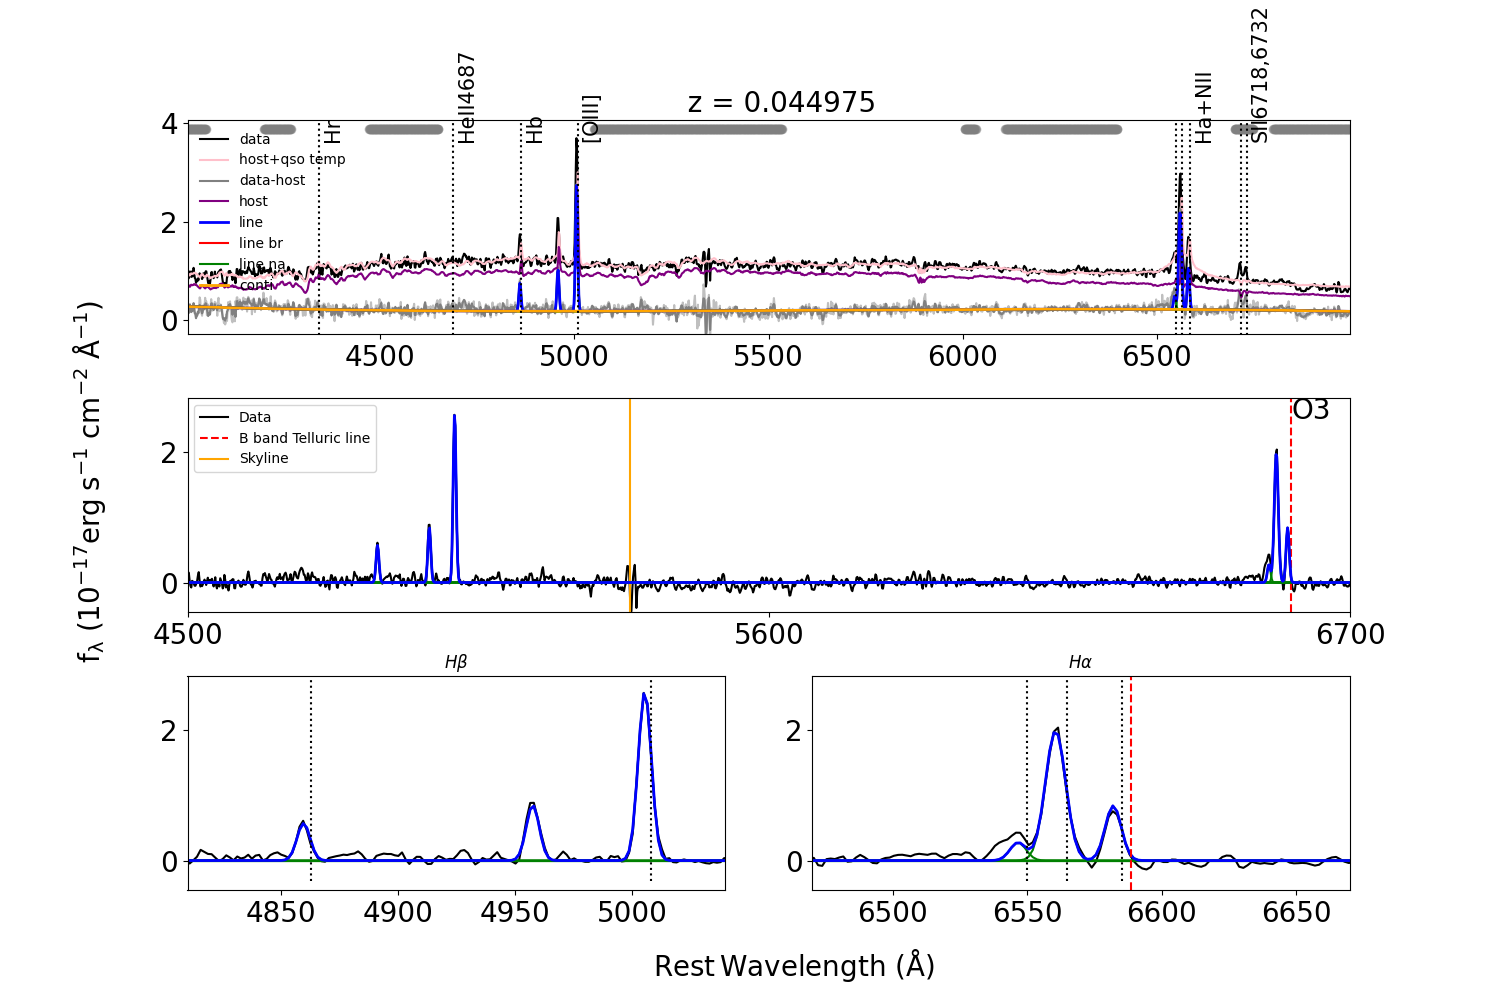 z = 0.044975
Hr
HeII4687
Hb
[OIII]
Ha+NII
SII6718,6732
data
host+qso temp
data-host
host
line
line br
line na
conti
4
2
0
4500
5000
5500
6000
6500
f_λ (10^−17 erg s^−1 cm^−2 Å^−1)
Data
B band Telluric line
Skyline
O3
2
0
4500
5600
6700
Hβ
2
0
4850
4900
4950
5000
Hα
2
0
6500
6550
6600
6650
Rest Wavelength (Å)